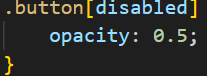 .button[disabled]
    opacity: 0.5;
}